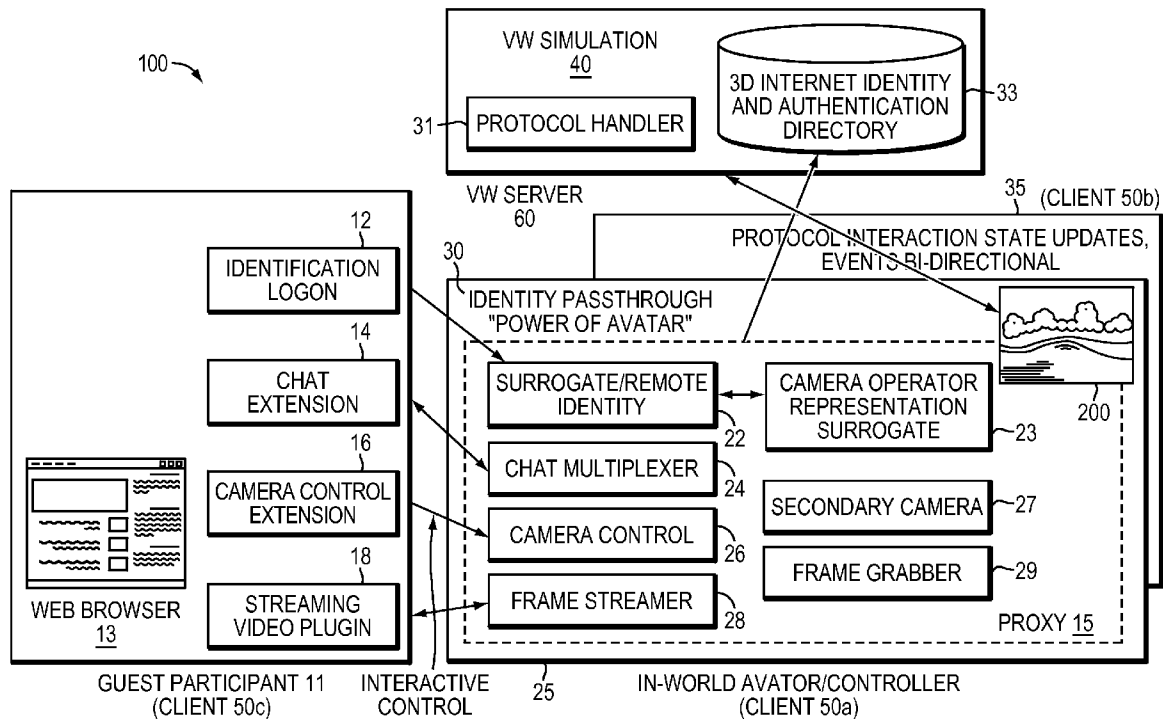 100
VW SIMULATION
40
31
PROTOCOL HANDLER
3D INTERNET IDENTITY
AND AUTHENTICATION
DIRECTORY
33
VW SERVER
60
35
(CLIENT 50b)
PROTOCOL INTERACTION STATE UPDATES,
EVENTS BI-DIRECTIONAL
12
IDENTIFICATION
LOGON
14
CHAT
EXTENSION
16
CAMERA CONTROL
EXTENSION
18
STREAMING
VIDEO PLUGIN
WEB BROWSER
13
GUEST PARTICIPANT 11
(CLIENT 50c)
INTERACTIVE
CONTROL
30
IDENTITY PASSTHROUGH
"POWER OF AVATAR"
SURROGATE/REMOTE
IDENTITY
22
CAMERA OPERATOR
REPRESENTATION
SURROGATE
23
200
CHAT MULTIPLEXER
24
SECONDARY CAMERA
27
CAMERA CONTROL
26
FRAME GRABBER
29
FRAME STREAMER
28
PROXY 15
25
IN-WORLD AVATOR/CONTROLLER
(CLIENT 50a)